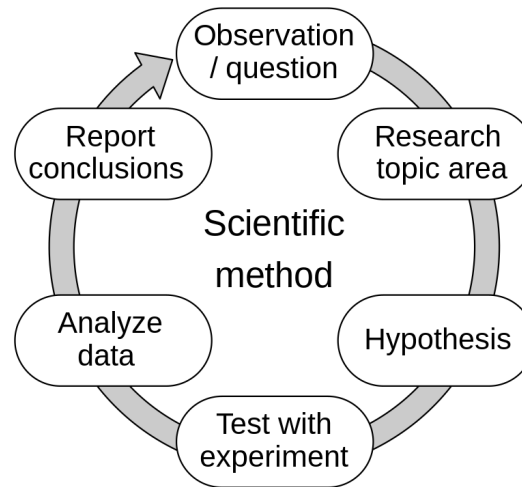 Observation
/ question
Research
topic area
Hypothesis
Test with
experiment
Analyze
data
Report
conclusions
Scientific
method